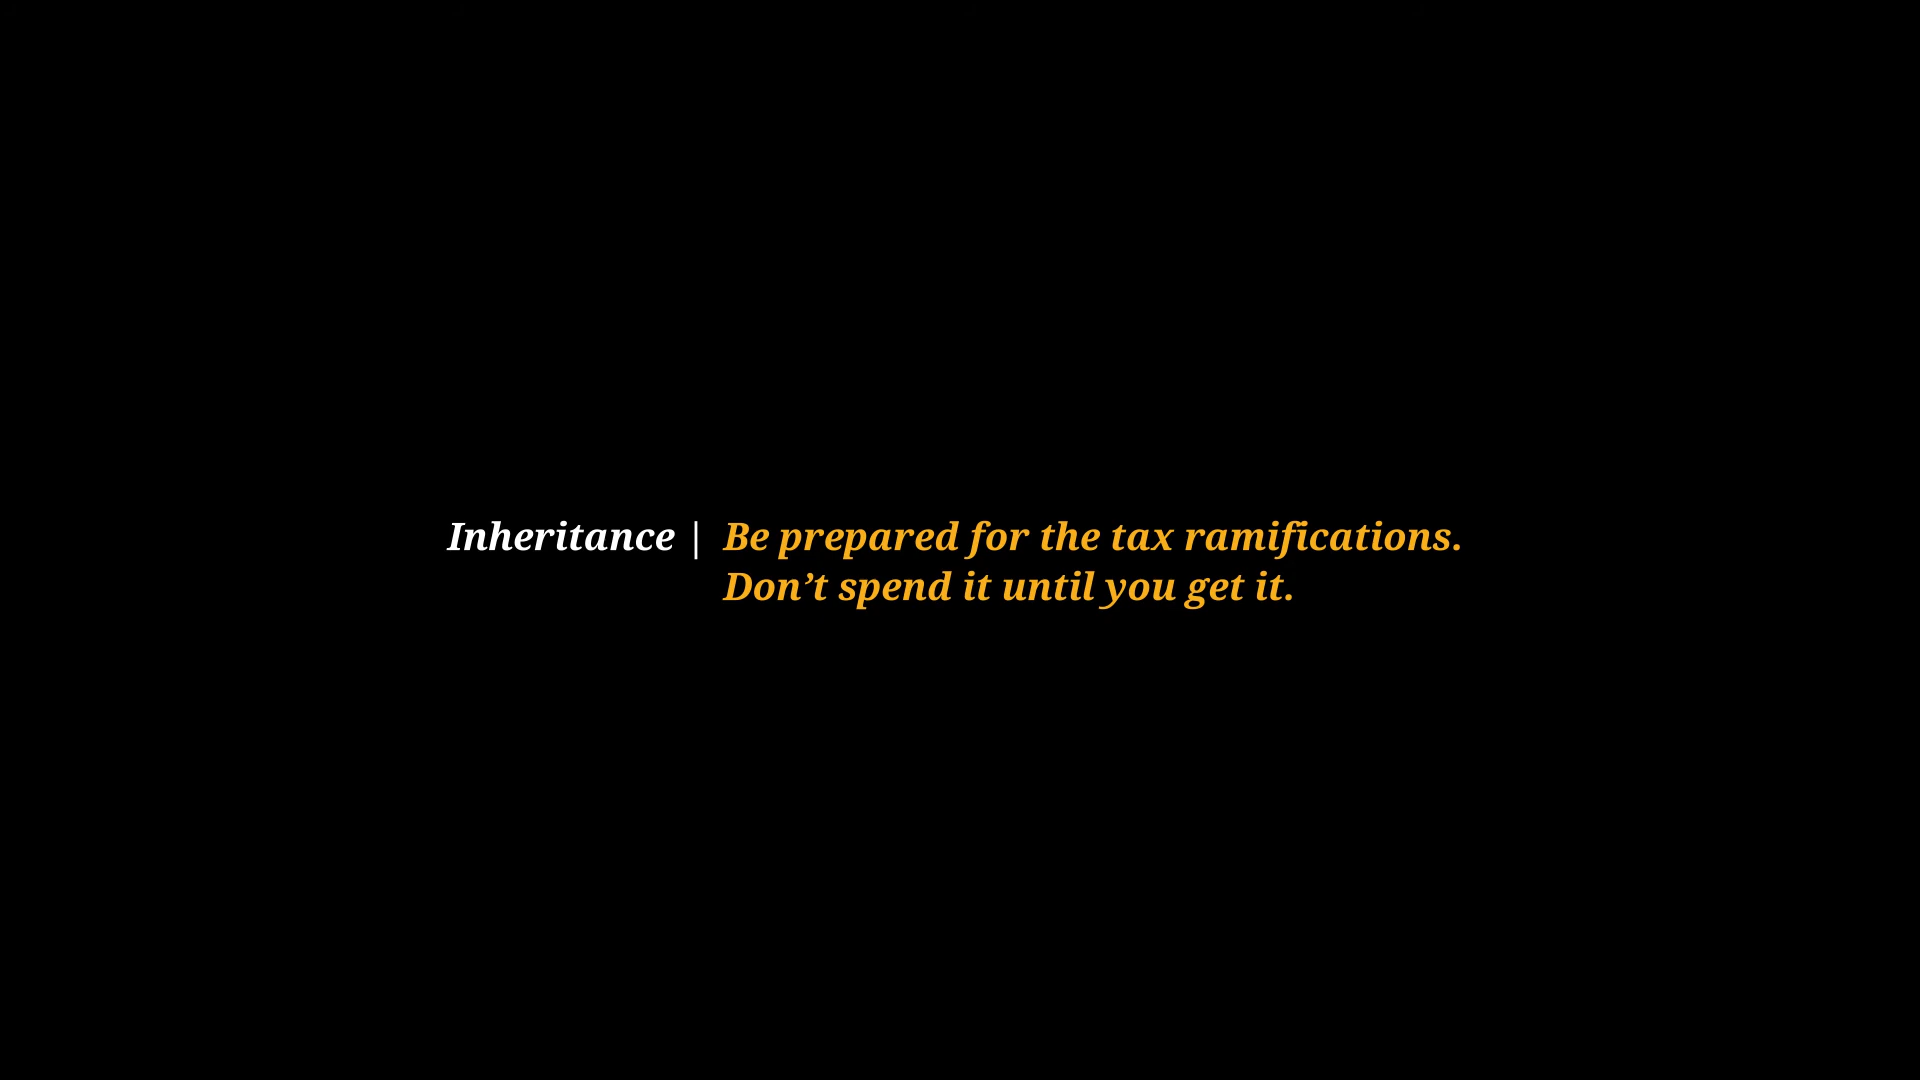 Inheritance | Be prepared for the tax ramifications.
Don’t spend it until you get it.